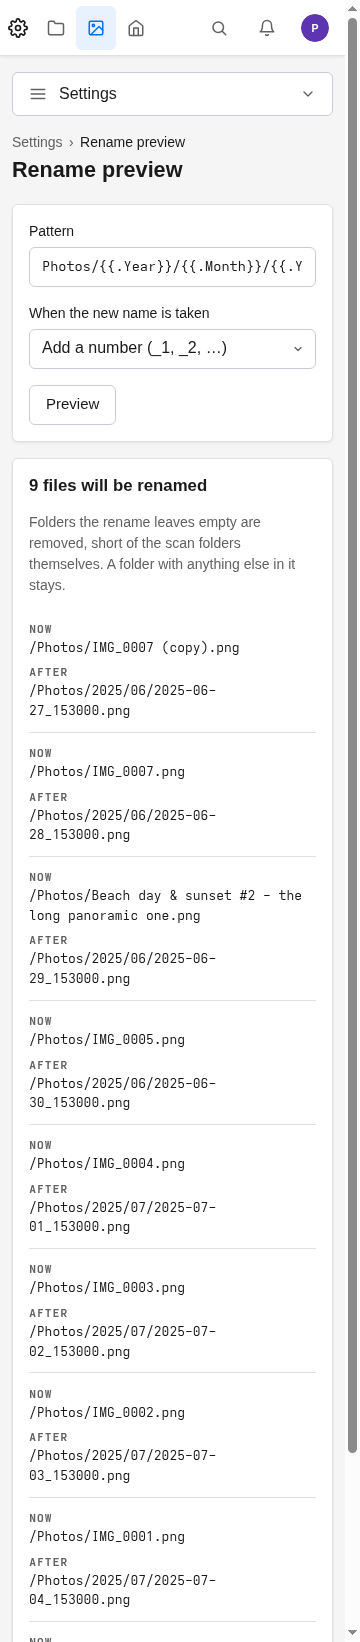 P
Settings
Settings › Rename preview
Rename preview
Pattern
Photos/{{.Year}}/{{.Month}}/{{.Y
When the new name is taken
Add a number (_1, _2, …)
Preview
9 files will be renamed
Folders the rename leaves empty are
removed, short of the scan folders
themselves. A folder with anything else in it
stays.
NOW
/Photos/IMG_0007 (copy).png
AFTER
/Photos/2025/06/2025-06-
27_153000.png
NOW
/Photos/IMG_0007.png
AFTER
/Photos/2025/06/2025-06-
28_153000.png
NOW
/Photos/Beach day & sunset #2 - the
long panoramic one.png
AFTER
/Photos/2025/06/2025-06-
29_153000.png
NOW
/Photos/IMG_0005.png
AFTER
/Photos/2025/06/2025-06-
30_153000.png
NOW
/Photos/IMG_0004.png
AFTER
/Photos/2025/07/2025-07-
01_153000.png
NOW
/Photos/IMG_0003.png
AFTER
/Photos/2025/07/2025-07-
02_153000.png
NOW
/Photos/IMG_0002.png
AFTER
/Photos/2025/07/2025-07-
03_153000.png
NOW
/Photos/IMG_0001.png
AFTER
/Photos/2025/07/2025-07-
04_153000.png
NOW